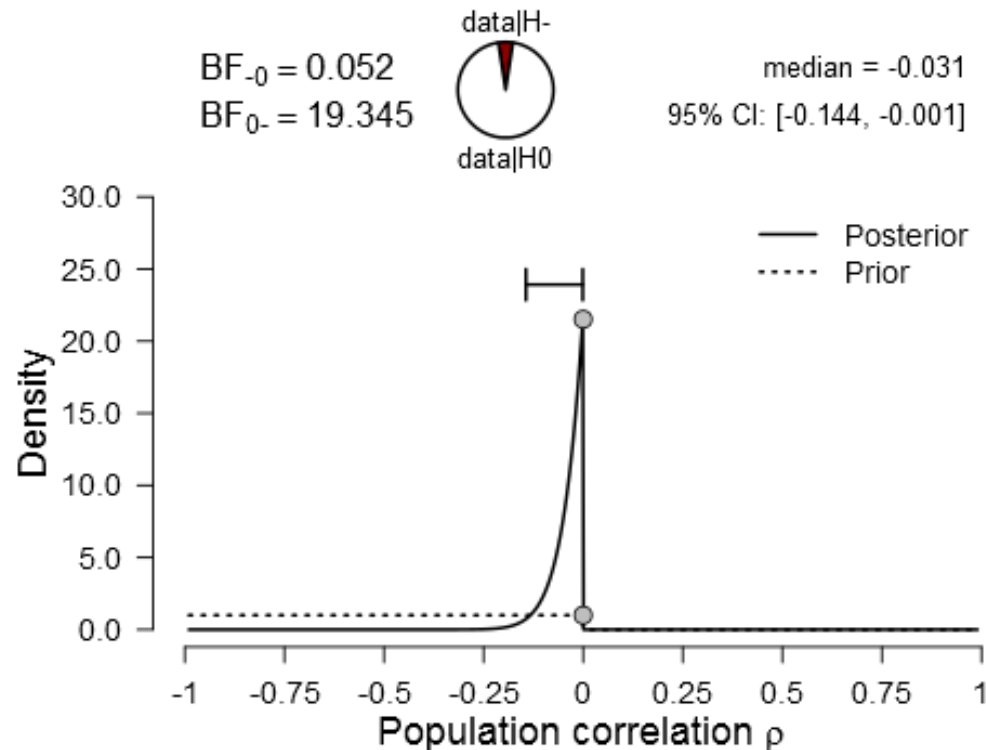 data|H-
BF-0 = 0.052
BF0- = 19.345
data|H0
median = -0.031
95% CI: [-0.144, -0.001]
Posterior
Prior
Density
30.0
25.0
20.0
15.0
10.0
5.0
0.0
-1 -0.75 -0.5 -0.25 0 0.25 0.5 0.75 1
Population correlation ρ